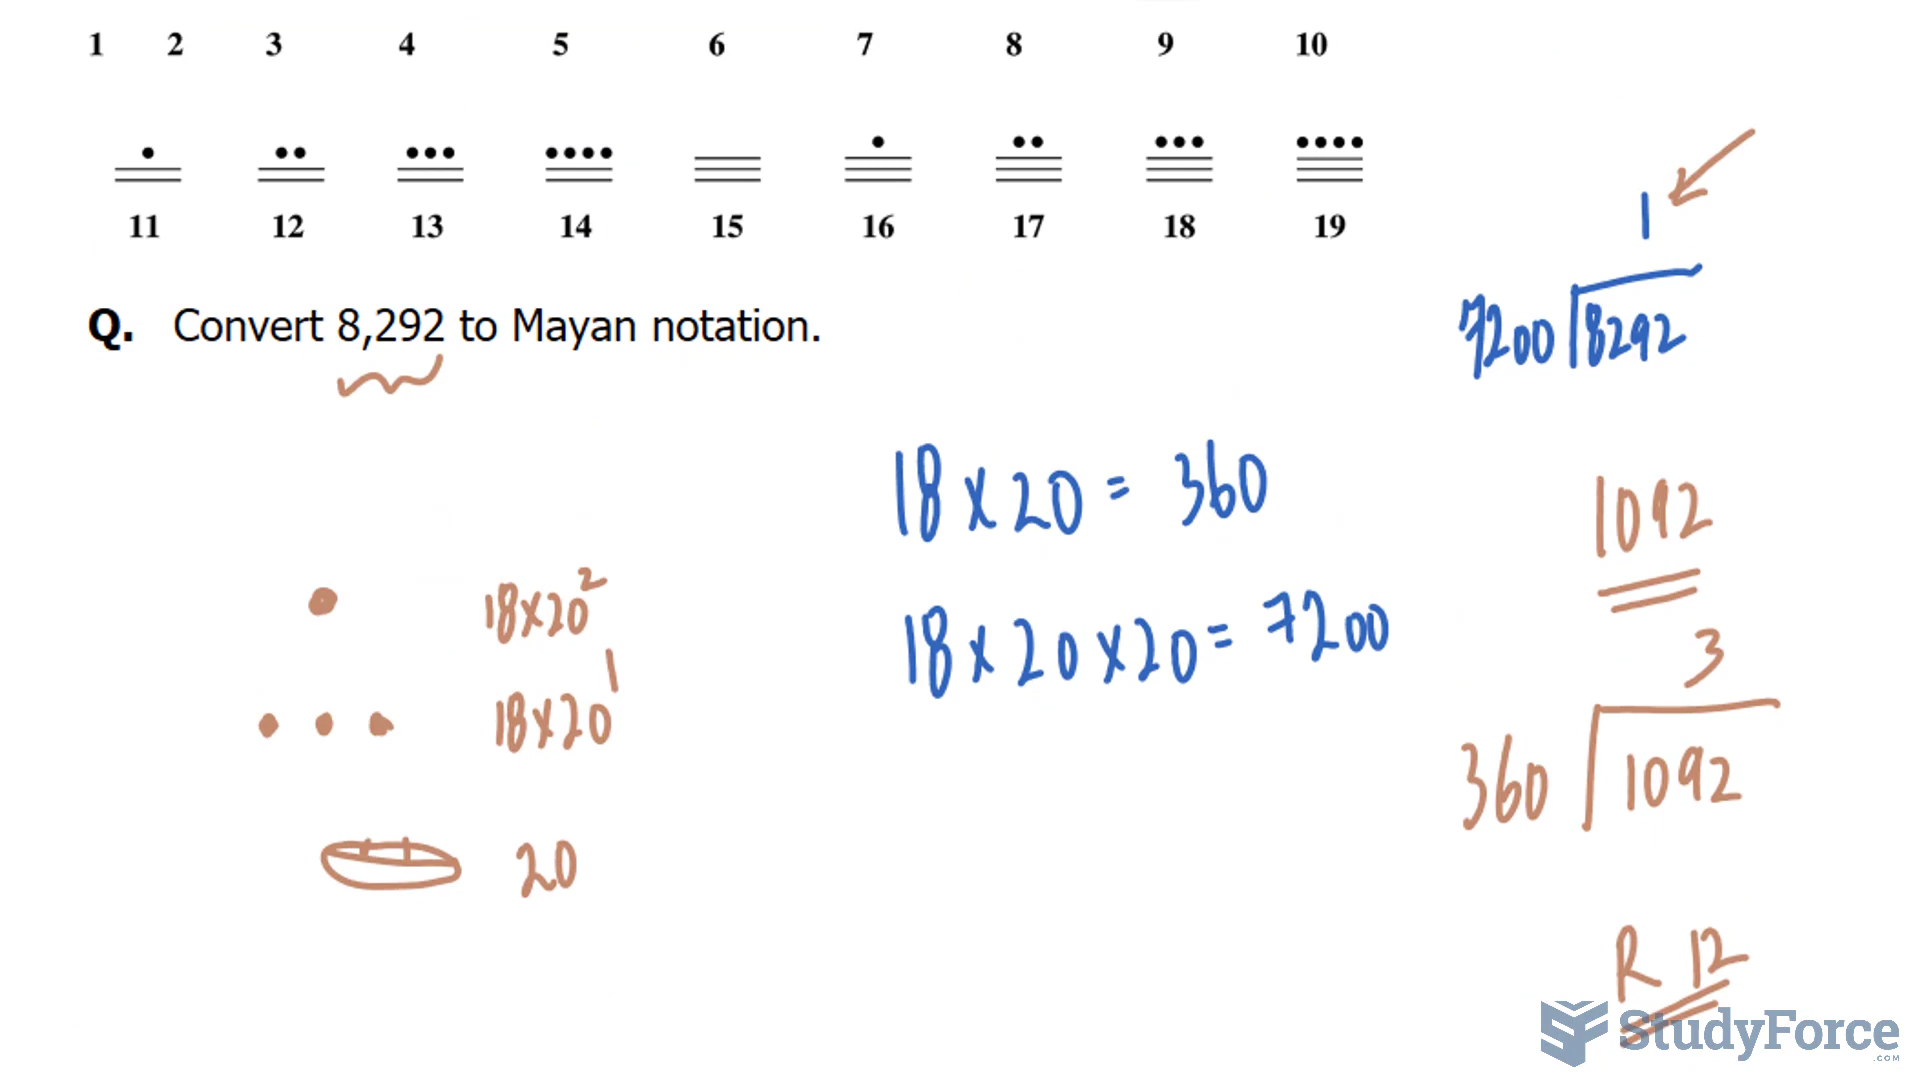 1 2 3 4 5 6 7 8 9 10
11 12 13 14 15 16 17 18 19
1
7200 8292
Q. Convert 8,292 to Mayan notation.
18 x 20 = 360
1092
18x20²
18 x 20 x 20 = 7200
3
18x20¹
360 1092
20
R 12
StudyForce
.COM